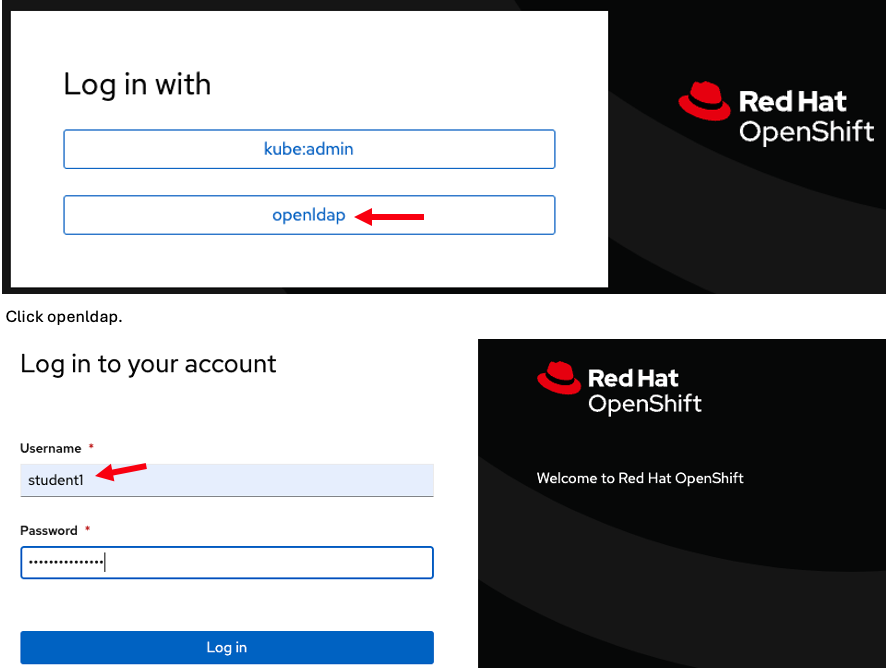 Log in with
Red Hat
OpenShift
kube:admin
openldap
Click openldap.
Log in to your account
Red Hat
OpenShift
Username *
student1
Welcome to Red Hat OpenShift
Password *
•••••••••••••••
Log in